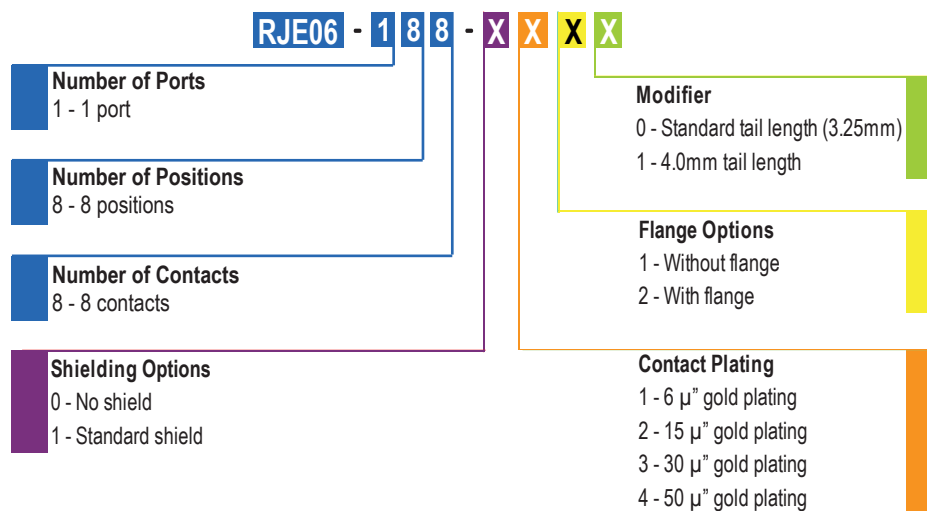 RJE06 - 1 8 8 - X X X X
Number of Ports
1 - 1 port
Number of Positions
8 - 8 positions
Number of Contacts
8 - 8 contacts
Shielding Options
0 - No shield
1 - Standard shield
Modifier
0 - Standard tail length (3.25mm)
1 - 4.0mm tail length
Flange Options
1 - Without flange
2 - With flange
Contact Plating
1 - 6 µ” gold plating
2 - 15 µ” gold plating
3 - 30 µ” gold plating
4 - 50 µ” gold plating